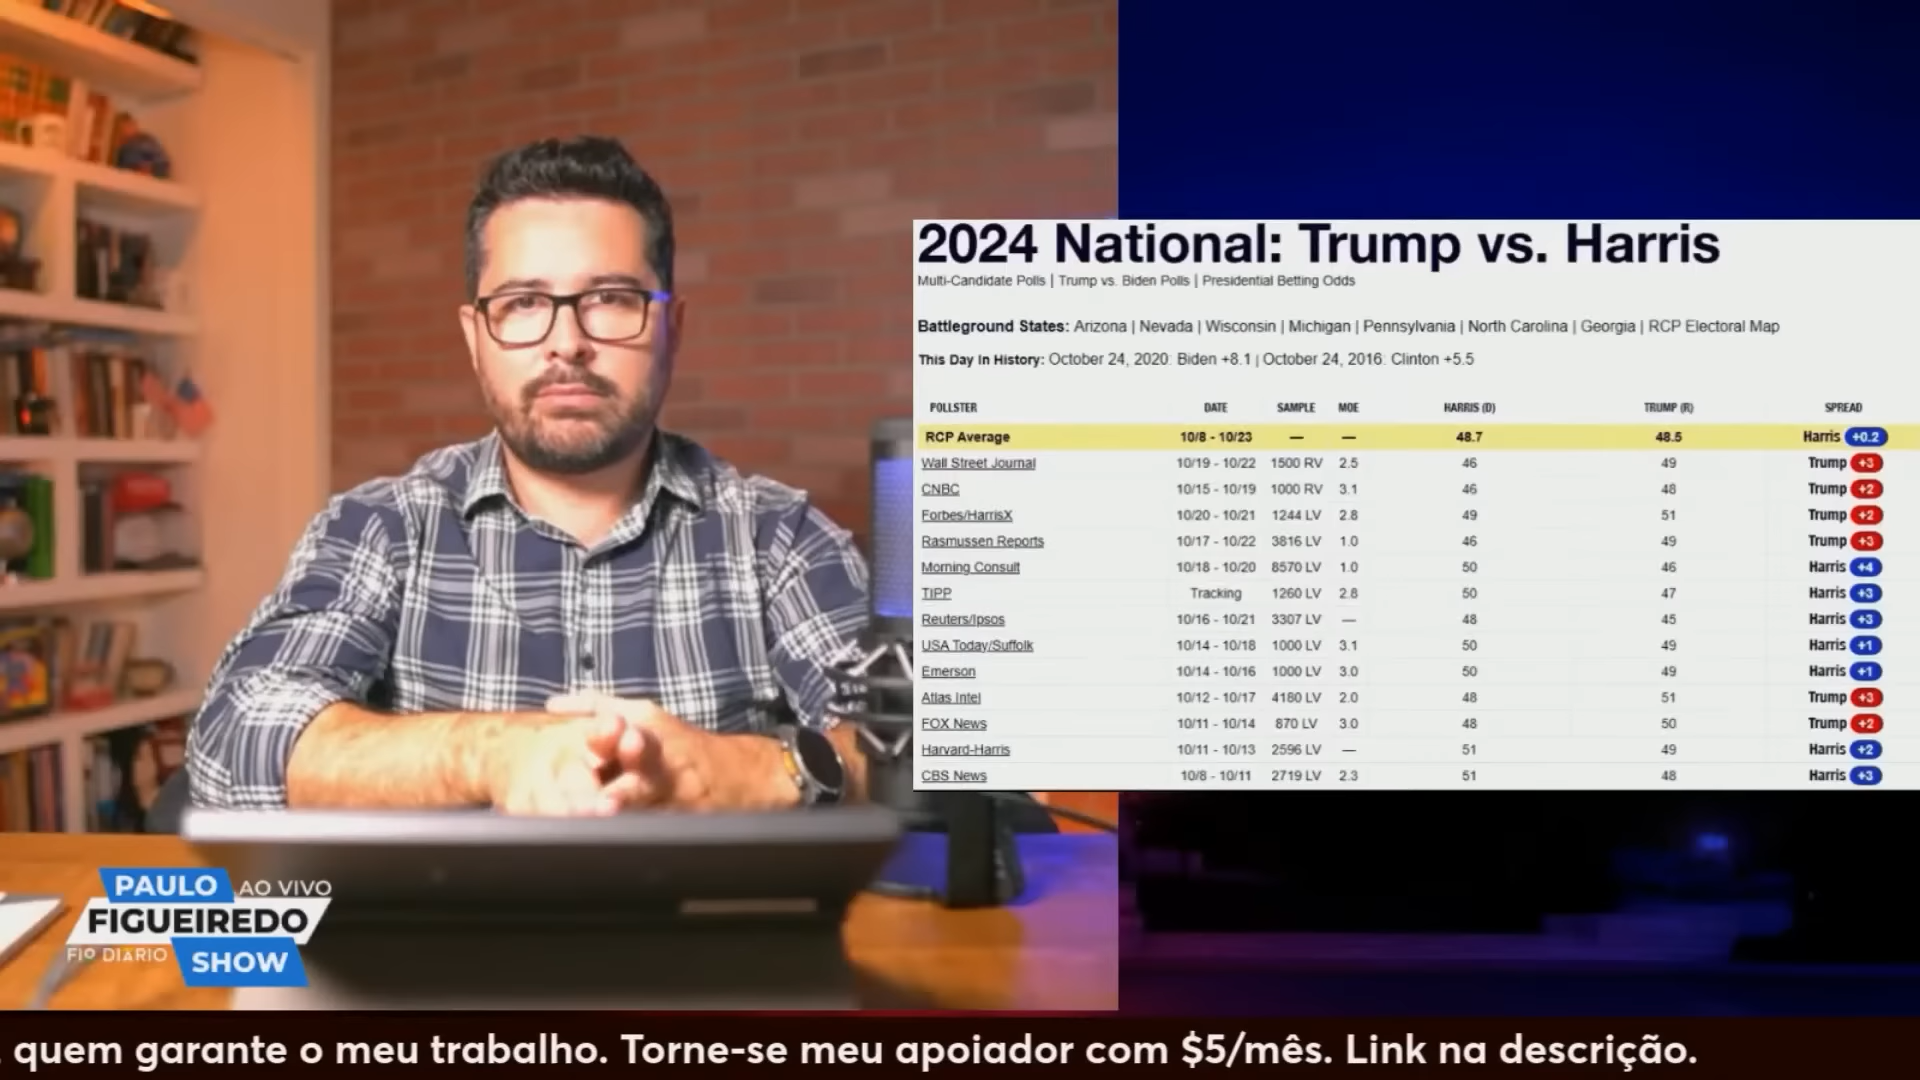 2024 National: Trump vs. Harris
Multi-Candidate Polls | Trump vs. Biden Polls | Presidential Betting Odds
Battleground States: Arizona | Nevada | Wisconsin | Michigan | Pennsylvania | North Carolina | Georgia | RCP Electoral Map
This Day In History: October 24, 2020: Biden +8.1 | October 24, 2016: Clinton +5.5
POLLSTER DATE SAMPLE MOE HARRIS (D) TRUMP (R) SPREAD
RCP Average 10/8 - 10/23 — — 48.7 48.5 Harris +0.2
Wall Street Journal 10/19 - 10/22 1500 RV 2.5 46 49 Trump +3
CNBC 10/15 - 10/19 1000 RV 3.1 46 48 Trump +2
Forbes/HarrisX 10/20 - 10/21 1244 LV 2.8 49 51 Trump +2
Rasmussen Reports 10/17 - 10/22 3816 LV 1.0 46 49 Trump +3
Morning Consult 10/18 - 10/20 8570 LV 1.0 50 46 Harris +4
TIPP Tracking 1260 LV 2.8 50 47 Harris +3
Reuters/Ipsos 10/16 - 10/21 3307 LV — 48 45 Harris +3
USA Today/Suffolk 10/14 - 10/18 1000 LV 3.1 50 49 Harris +1
Emerson 10/14 - 10/16 1000 LV 3.0 50 49 Harris +1
Atlas Intel 10/12 - 10/17 4180 LV 2.0 48 51 Trump +3
FOX News 10/11 - 10/14 870 LV 3.0 48 50 Trump +2
Harvard-Harris 10/11 - 10/13 2596 LV — 51 49 Harris +2
CBS News 10/8 - 10/11 2719 LV 2.3 51 48 Harris +3
PAULO AO VIVO
FIGUEIREDO
FIO DIÁRIO SHOW
quem garante o meu trabalho. Torne-se meu apoiador com $5/mês. Link na descrição.